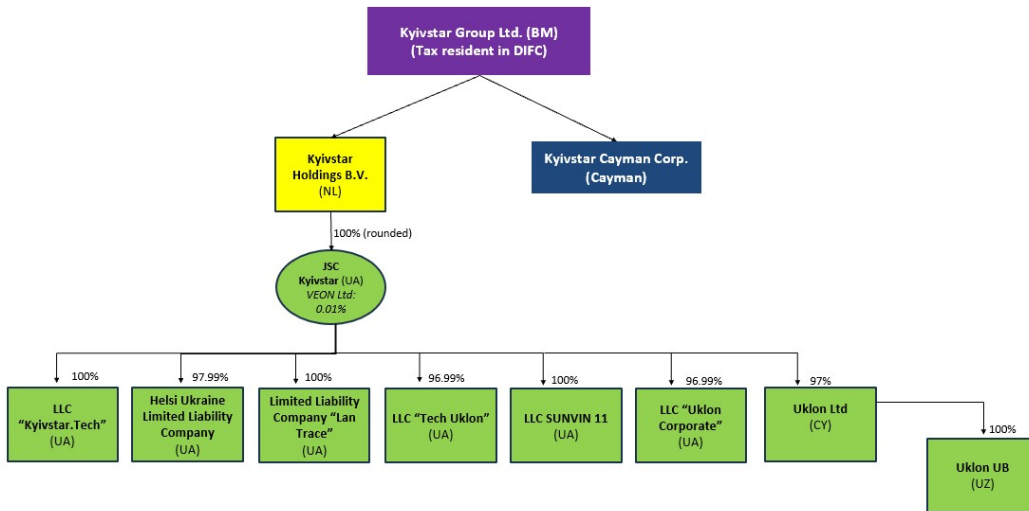 Kyivstar Group Ltd. (BM)
(Tax resident in DIFC)
Kyivstar
Holdings B.V.
(NL)
Kyivstar Cayman Corp.
(Cayman)
100% (rounded)
JSC
Kyivstar (UA)
VEON Ltd:
0.01%
100%
97.99%
100%
96.99%
100%
96.99%
97%
LLC
“Kyivstar.Tech”
(UA)
Helsi Ukraine
Limited Liability
Company
(UA)
Limited Liability
Company “Lan
Trace”
(UA)
LLC “Tech Uklon”
(UA)
LLC SUNVIN 11
(UA)
LLC “Uklon
Corporate”
(UA)
Uklon Ltd
(CY)
100%
Uklon UB
(UZ)